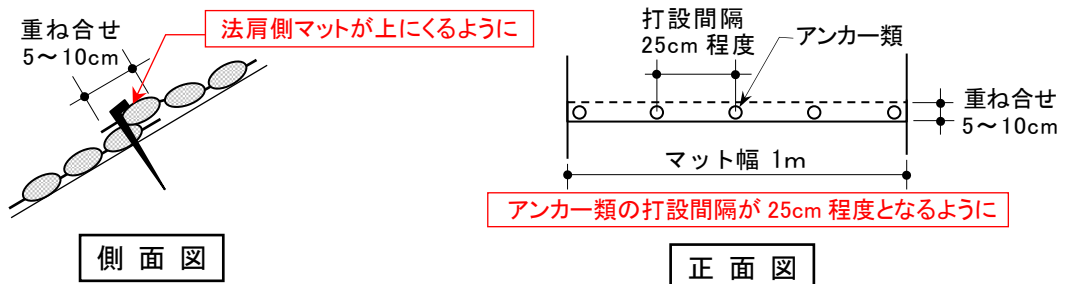 重ね合せ
5～10cm
法肩側マットが上にくるように
側面図
打設間隔
25cm 程度
アンカー類
重ね合せ
5～10cm
マット幅 1m
アンカー類の打設間隔が 25cm 程度となるように
正面図